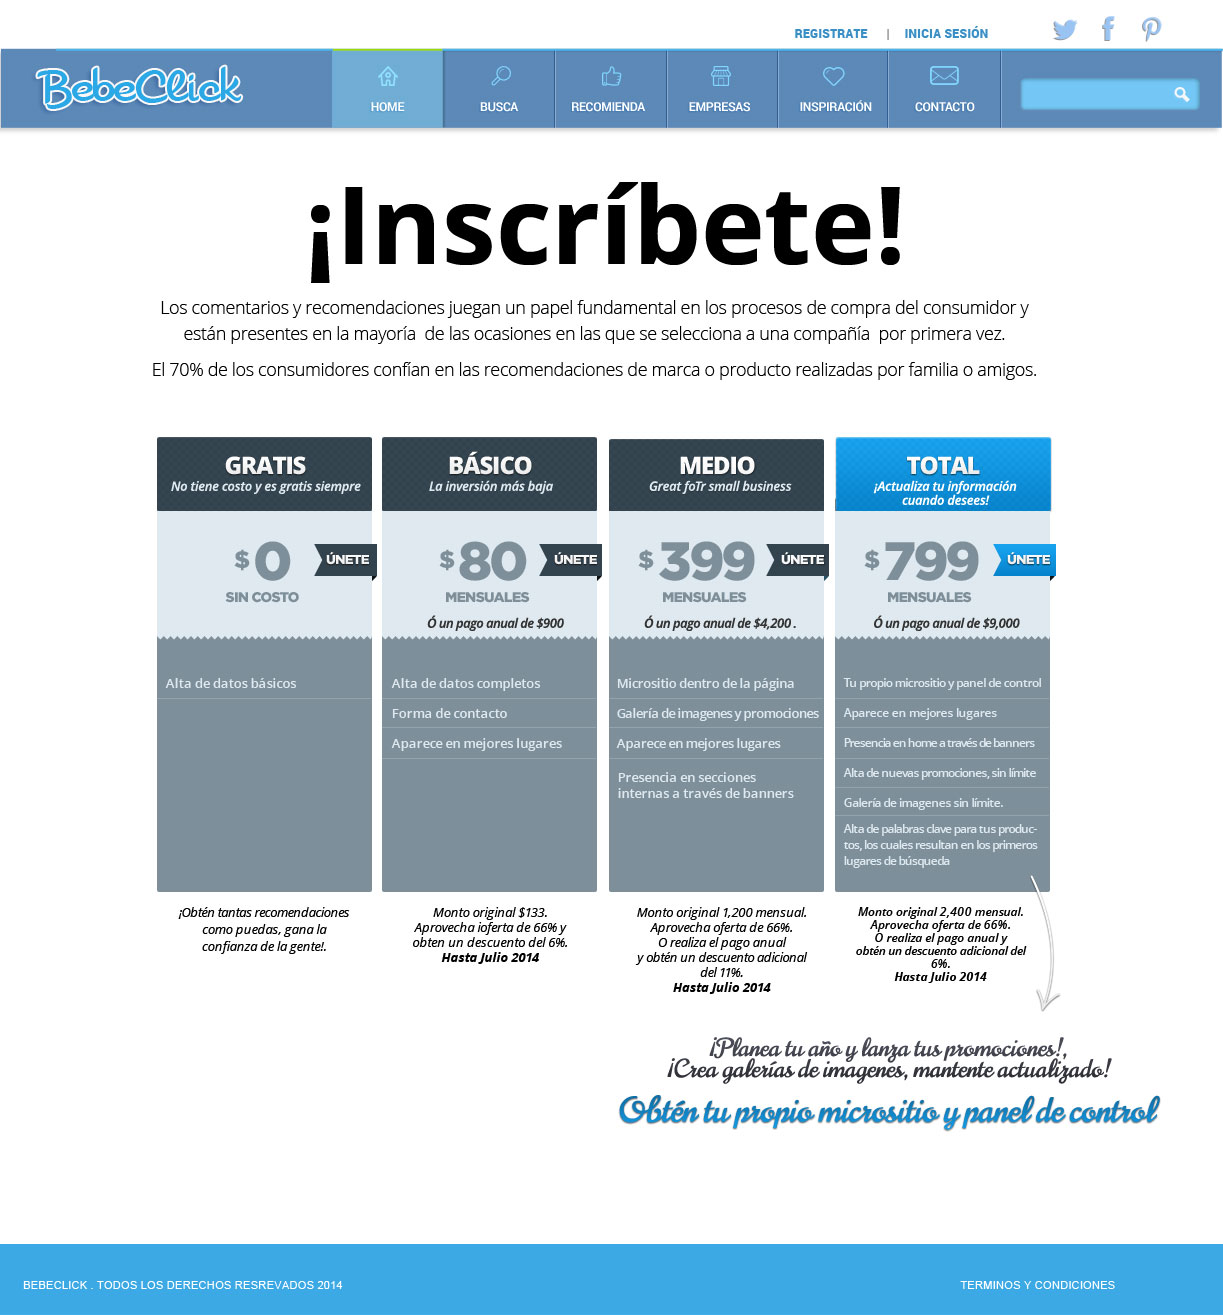 REGISTRATE | INICIA SESIÓN
BebeClick
HOME
BUSCA
RECOMIENDA
EMPRESAS
INSPIRACIÓN
CONTACTO
¡Inscríbete!
Los comentarios y recomendaciones juegan un papel fundamental en los procesos de compra del consumidor y
están presentes en la mayoría de las ocasiones en las que se selecciona a una compañía por primera vez.
El 70% de los consumidores confían en las recomendaciones de marca o producto realizadas por familia o amigos.
GRATIS
No tiene costo y es gratis siempre
$ 0
ÚNETE
SIN COSTO
Alta de datos básicos
¡Obtén tantas recomendaciones
como puedas, gana la
confianza de la gente!.
BÁSICO
La inversión más baja
$ 80
ÚNETE
MENSUALES
Ó un pago anual de $900
Alta de datos completos
Forma de contacto
Aparece en mejores lugares
Monto original $133.
Aprovecha ioferta de 66% y
obten un descuento del 6%.
Hasta Julio 2014
MEDIO
Great foTr small business
$ 399
ÚNETE
MENSUALES
Ó un pago anual de $4,200 .
Micrositio dentro de la página
Galería de imagenes y promociones
Aparece en mejores lugares
Presencia en secciones
internas a través de banners
Monto original 1,200 mensual.
Aprovecha oferta de 66%.
O realiza el pago anual
y obtén un descuento adicional
del 11%.
Hasta Julio 2014
TOTAL
¡Actualiza tu información
cuando desees!
$ 799
ÚNETE
MENSUALES
Ó un pago anual de $9,000
Tu propio micrositio y panel de control
Aparece en mejores lugares
Presencia en home a través de banners
Alta de nuevas promociones, sin límite
Galería de imagenes sin límite.
Alta de palabras clave para tus produc-
tos, los cuales resultan en los primeros
lugares de búsqueda
Monto original 2,400 mensual.
Aprovecha oferta de 66%.
O realiza el pago anual y
obtén un descuento adicional del
6%.
Hasta Julio 2014
¡Planea tu año y lanza tus promociones!,
¡Crea galerías de imagenes, mantente actualizado!
Obtén tu propio micrositio y panel de control
BEBECLICK . TODOS LOS DERECHOS RESREVADOS 2014
TERMINOS Y CONDICIONES